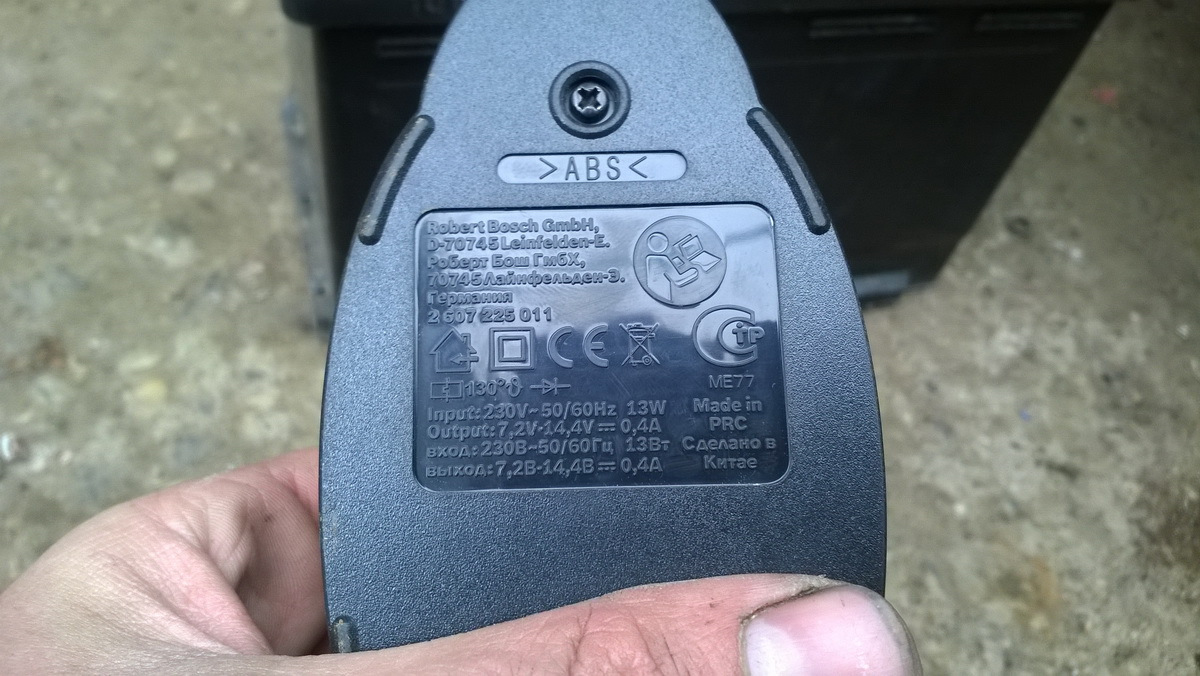 >ABS<
Robert Bosch GmbH,
D-70745 Leinfelden-E.
Роберт Бош ГмбХ,
70745 Лайнфельден-Э.
Германия
2 607 225 011
CE
130°
ME77
Input: 230V~50/60Hz 13W
Output: 7,2V-14,4V⎓0,4A
вход: 230В~50/60Гц 13Вт
выход: 7,2В-14,4В⎓0,4А
Made in
PRC
Сделано в
Китае